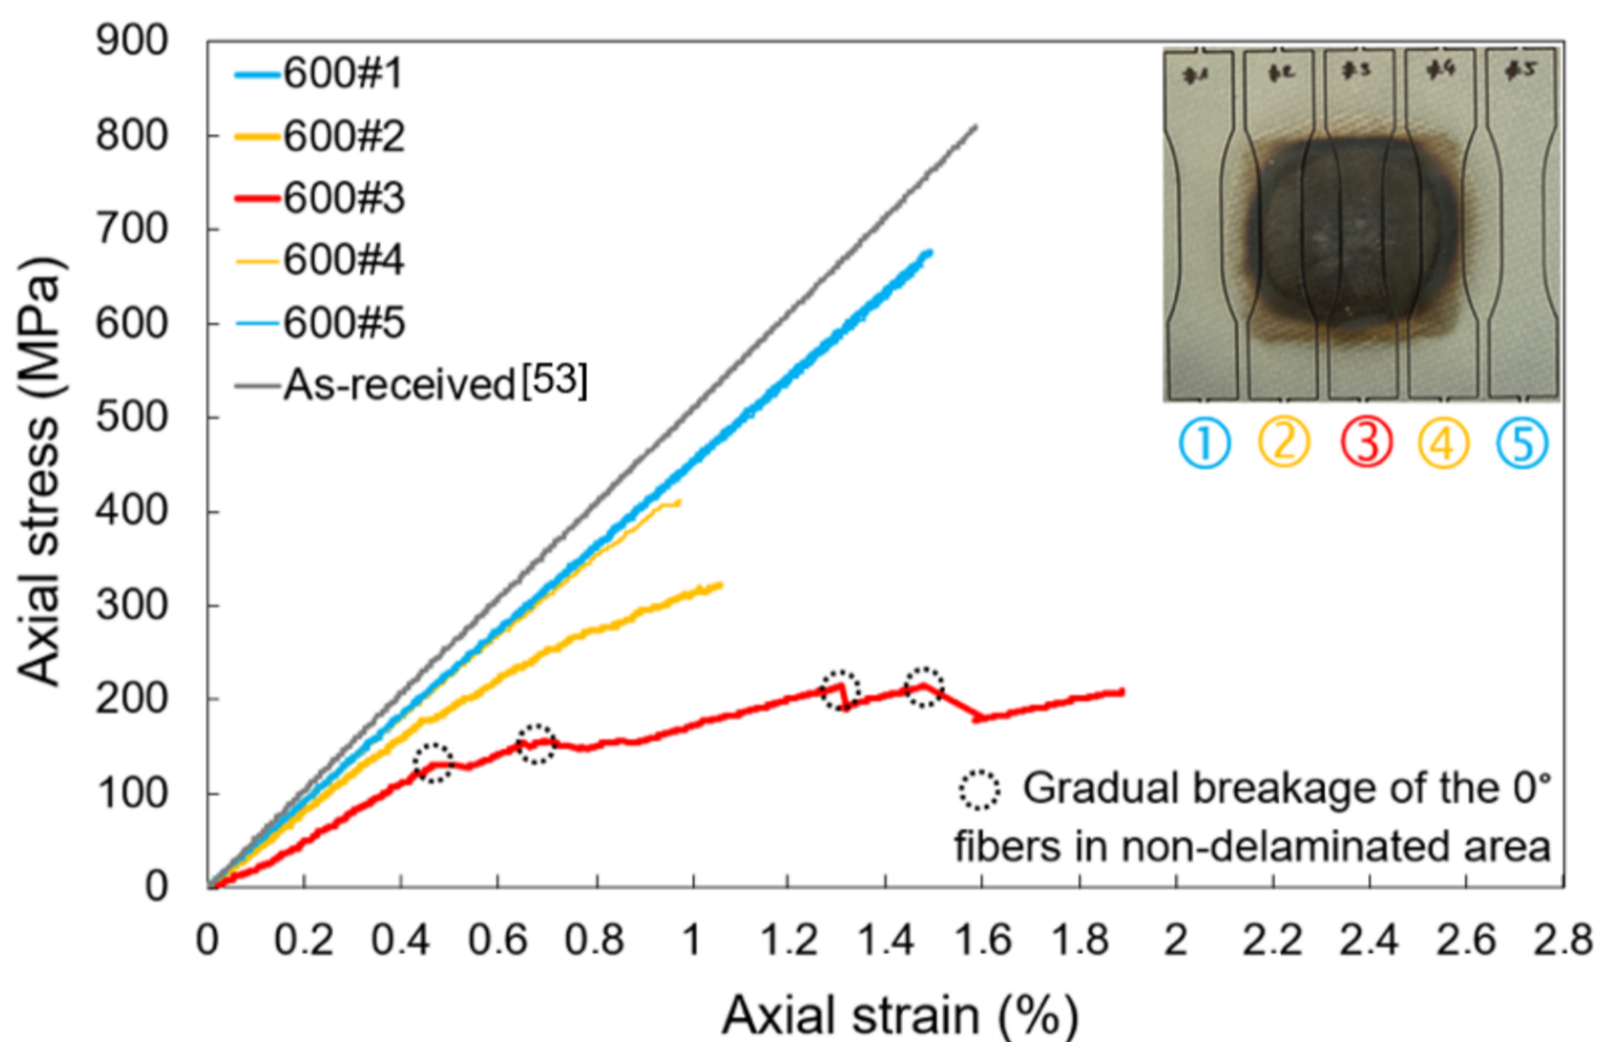 900
800
700
600
500
400
300
200
100
0
Axial stress (MPa)
600#1
600#2
600#3
600#4
600#5
As-received[53]
#1 #2 #3 #4 #5
① ② ③ ④ ⑤
Gradual breakage of the 0°
fibers in non-delaminated area
0 0.2 0.4 0.6 0.8 1 1.2 1.4 1.6 1.8 2 2.2 2.4 2.6 2.8
Axial strain (%)